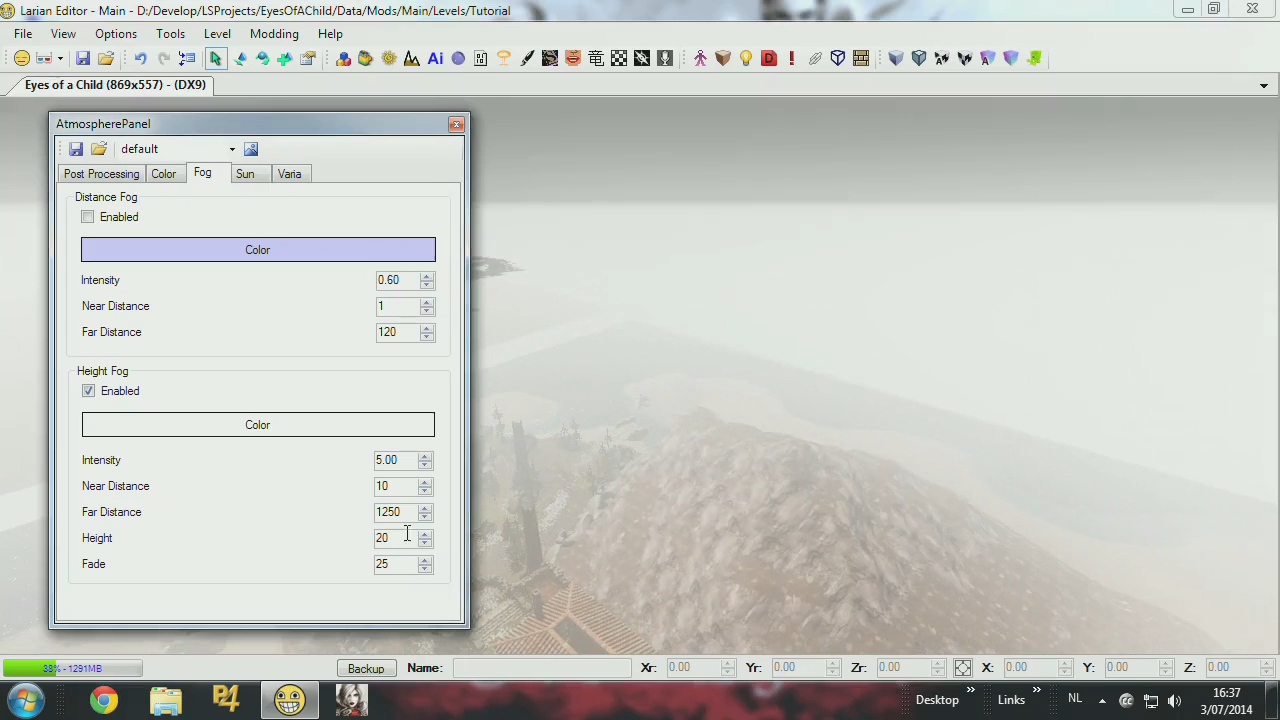 Larian Editor - Main - D:/Develop/LSProjects/EyesOfAChild/Data/Mods/Main/Levels/Tutorial
File View Options Tools Level Modding Help
Ai
Eyes of a Child (869x557) - (DX9)
AtmospherePanel
default
Post Processing Color Fog Sun Varia
Distance Fog
Enabled
Color
Intensity 0.60
Near Distance 1
Far Distance 120
Height Fog
Enabled
Color
Intensity 5.00
Near Distance 10
Far Distance 1250
Height 20
Fade 25
38% - 1291MB Backup Name: Xr: 0.00 Yr: 0.00 Zr: 0.00 X: 0.00 Y: 0.00 Z: 0.00
P4 Desktop » Links » NL 16:37
3/07/2014